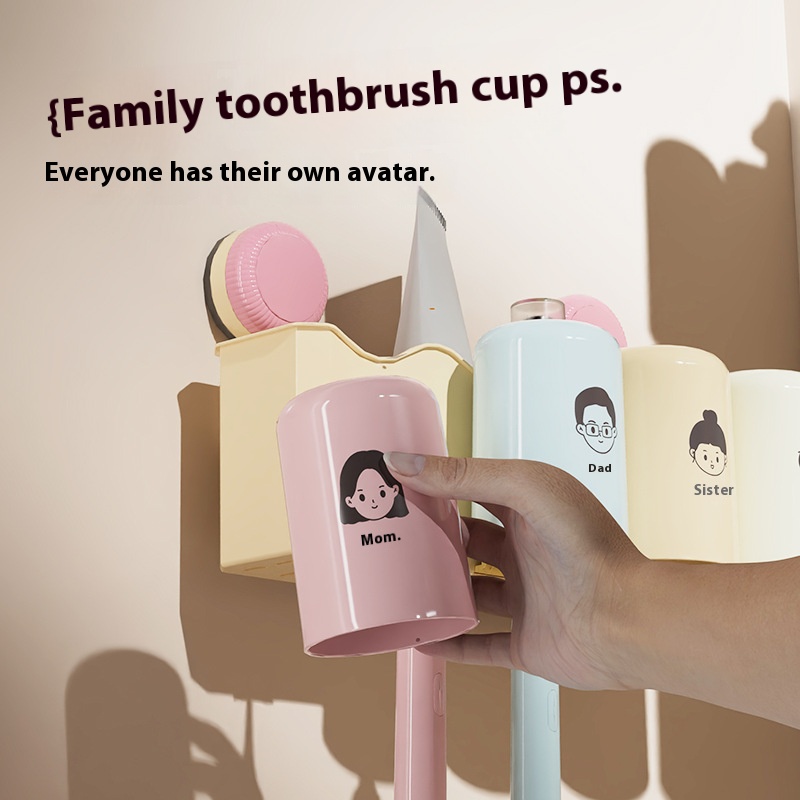 {Family toothbrush cup ps.
Everyone has their own avatar.
Mom.
Dad
Sister